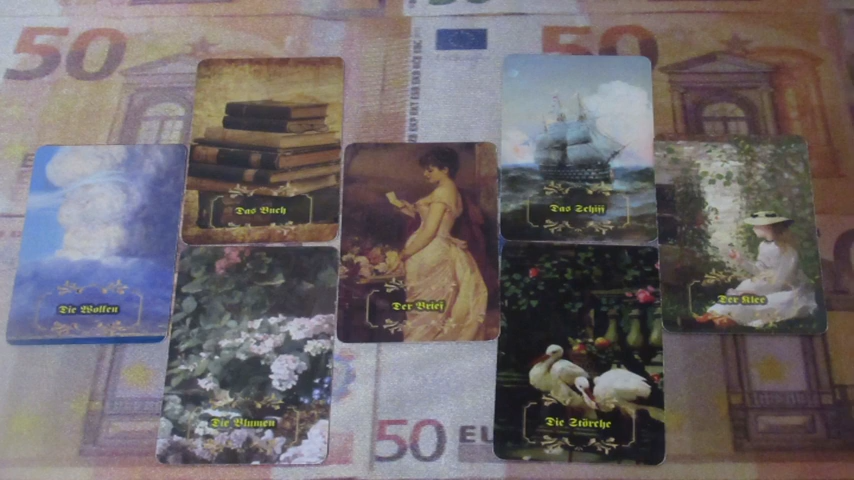 50
50
Das Buch
Das Schiff
Die Wolken
Der Brief
Der Klee
Die Blumen
Die Störche
50 EU